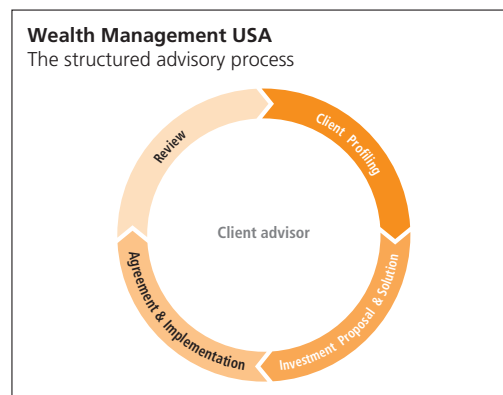 Wealth Management USA
The structured advisory process
Client Profiling
Investment Proposal & Solution
Agreement & Implementation
Review
Client advisor